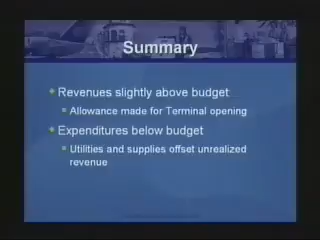 Summary
Revenues slightly above budget
Allowance made for Terminal opening
Expenditures below budget
Utilities and supplies offset unrealized
revenue